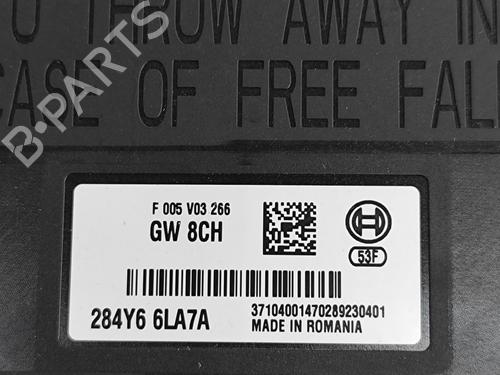 O THROW AWAY IN
CASE OF FREE FALL
F 005 V03 266
GW 8CH
53F
284Y6 6LA7A
37104001470289230401
MADE IN ROMANIA
B-PARTS